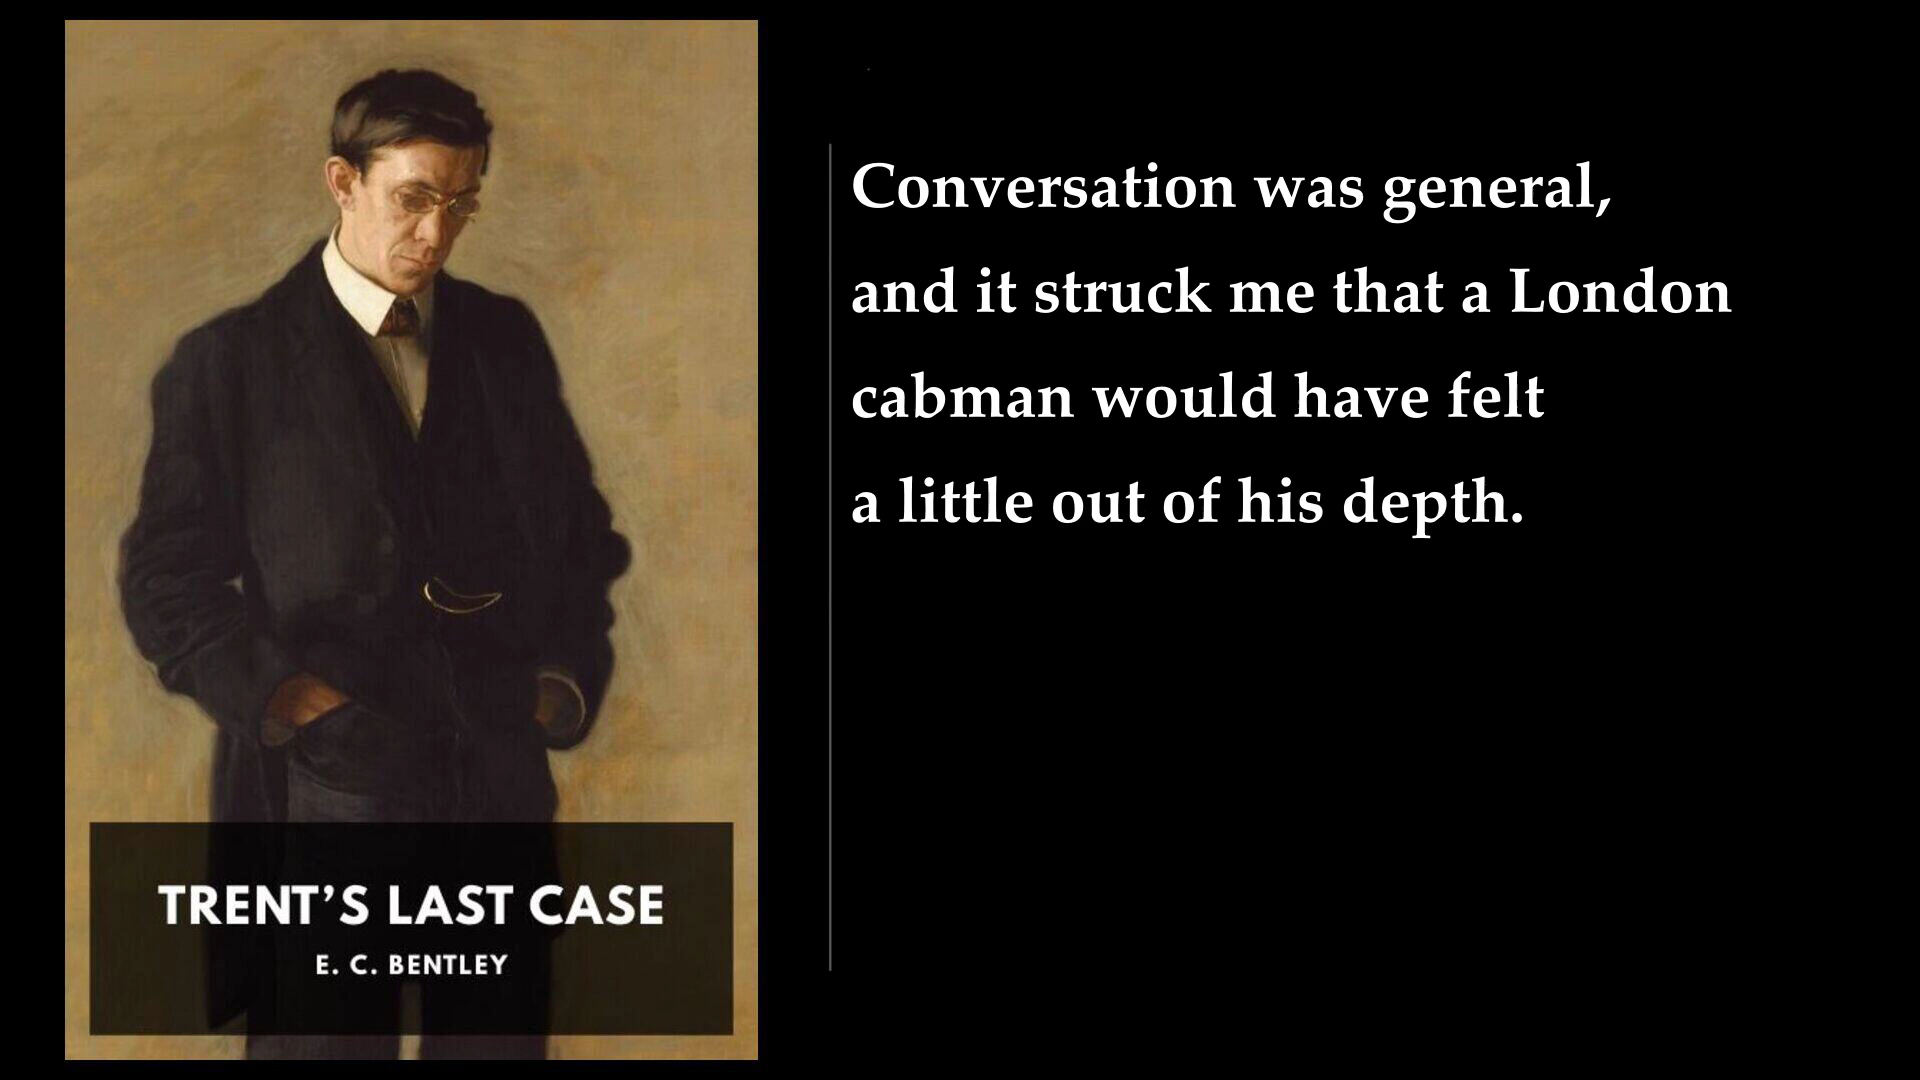 Conversation was general,
and it struck me that a London
cabman would have felt
a little out of his depth.
TRENT’S LAST CASE
E. C. BENTLEY